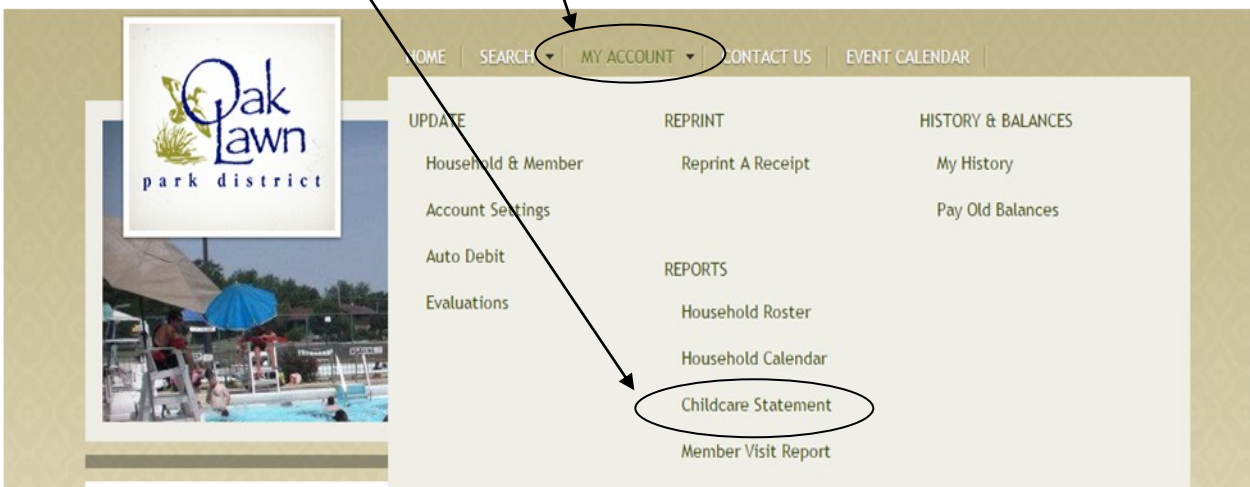 Oak
Lawn
park district
HOME SEARCH MY ACCOUNT CONTACT US EVENT CALENDAR
UPDATE
Household & Member
Account Settings
Auto Debit
Evaluations
REPRINT
Reprint A Receipt
REPORTS
Household Roster
Household Calendar
Childcare Statement
Member Visit Report
HISTORY & BALANCES
My History
Pay Old Balances